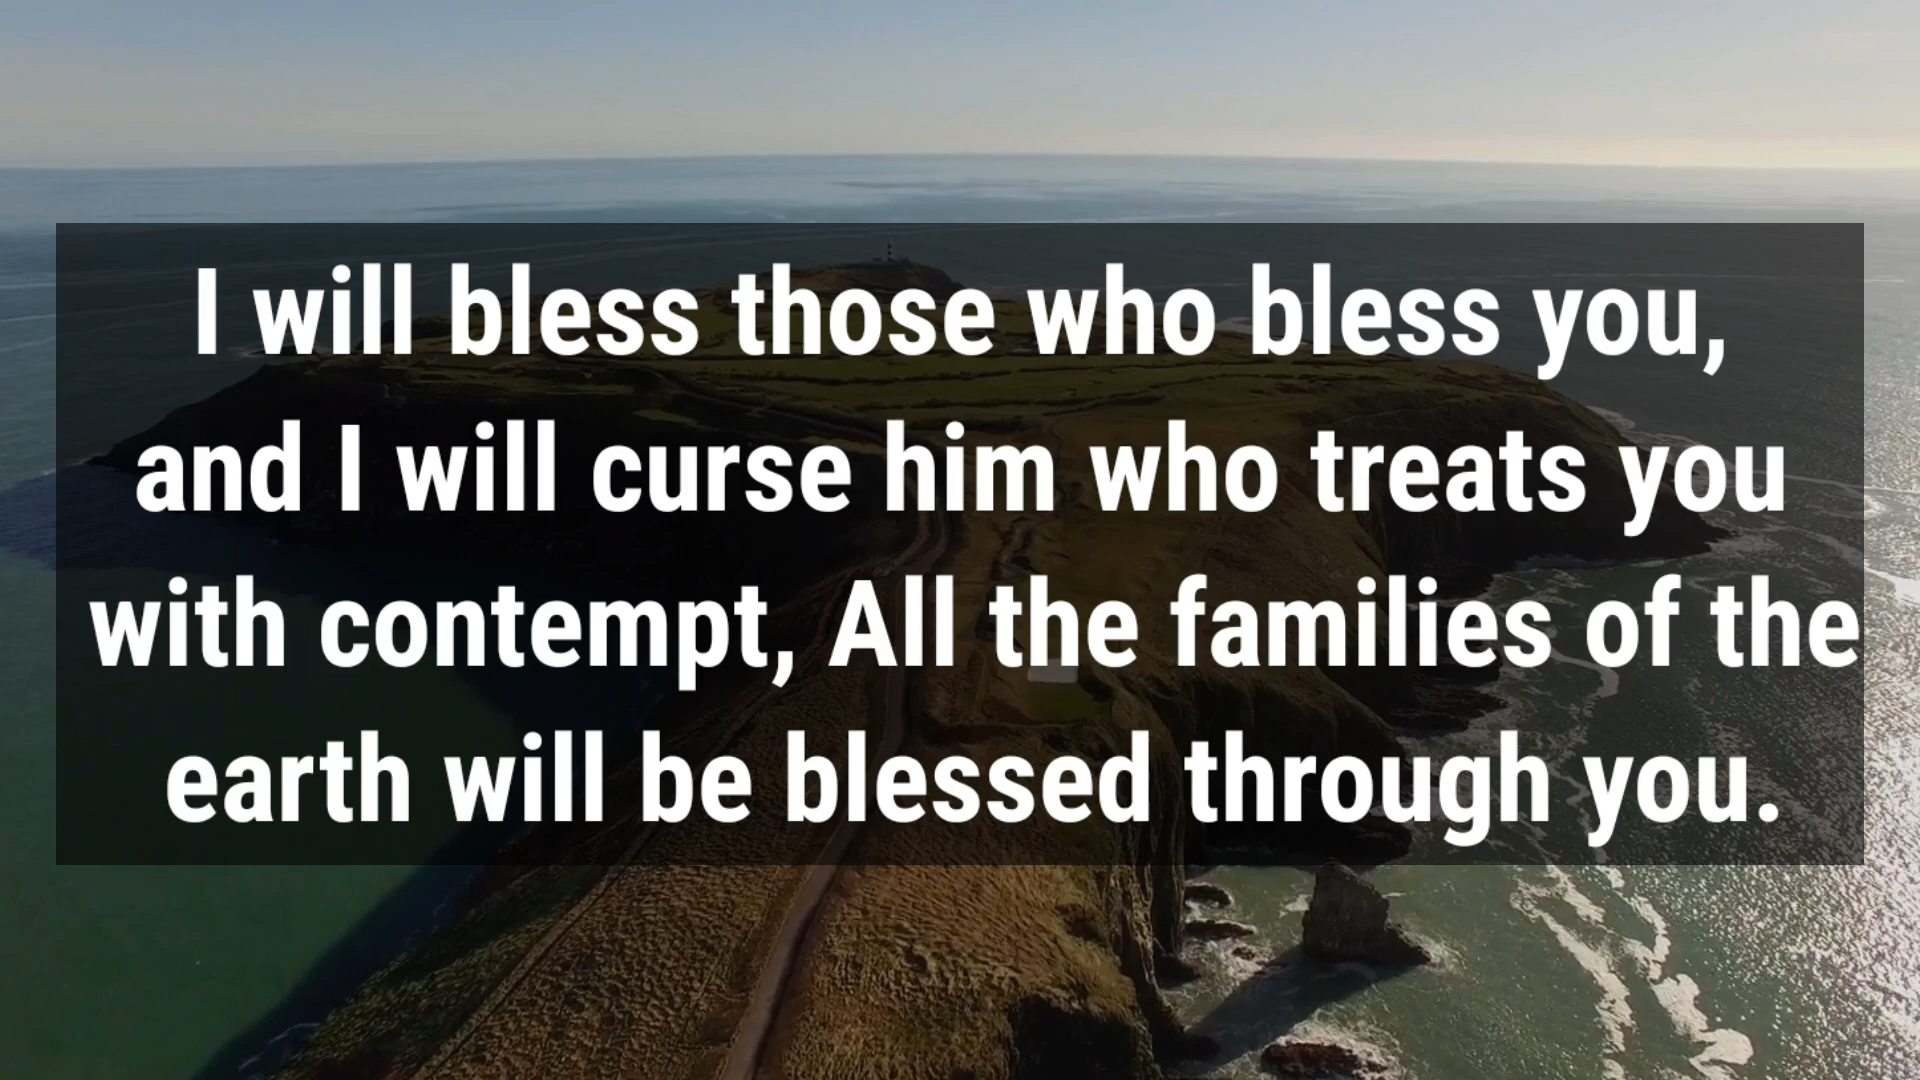 I will bless those who bless you,
and I will curse him who treats you
with contempt, All the families of the
earth will be blessed through you.